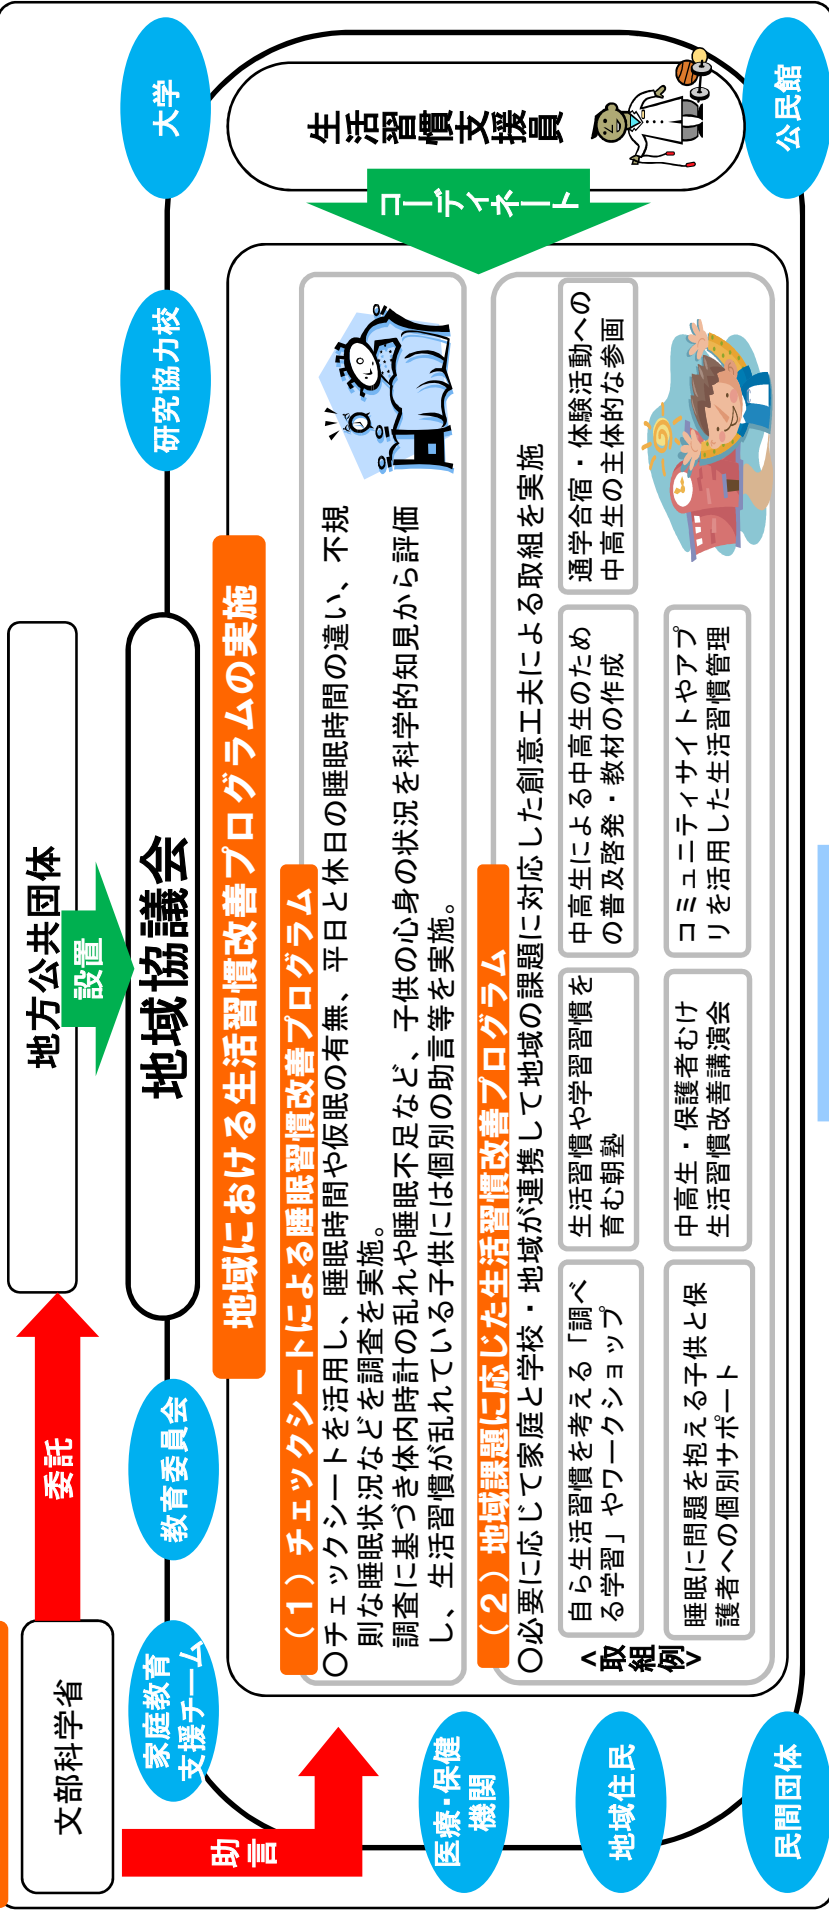 文部科学省
委託
地方公共団体
設置
助言
地域協議会
家庭教育
支援チーム
教育委員会
研究協力校
大学
医療・保健
機関
地域住民
民間団体
公民館
地域における生活習慣改善プログラムの実施
（１）チェックシートによる睡眠習慣改善プログラム
○チェックシートを活用し、睡眠時間や仮眠の有無、平日と休日の睡眠時間の違い、不規
則な睡眠状況などを調査を実施。
調査に基づき体内時計の乱れや睡眠不足など、子供の心身の状況を科学的知見から評価
し、生活習慣が乱れている子供には個別の助言等を実施。
（２）地域課題に応じた生活習慣改善プログラム
○必要に応じて家庭と学校・地域が連携して地域の課題に対応した創意工夫による取組を実施
<取組例>
自ら生活習慣を考える「調べ
る学習」やワークショップ
生活習慣や学習習慣を
育む朝塾
中高生による中高生のため
の普及啓発・教材の作成
通学合宿・体験活動への
中高生の主体的な参画
睡眠に問題を抱える子供と保
護者への個別サポート
中高生・保護者むけ
生活習慣改善講演会
コミュニティサイトやアプ
リを活用した生活習慣管理
コーディネート
生活習慣支援員